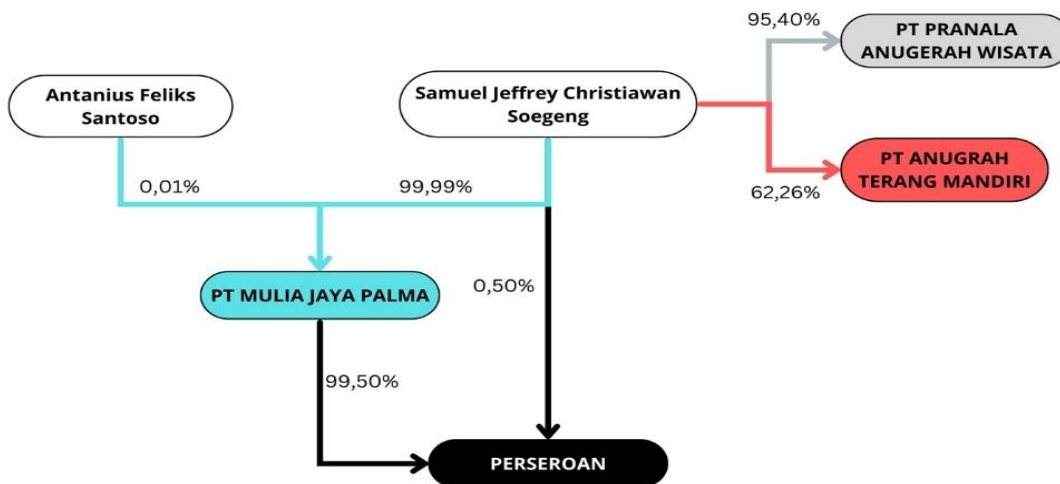 95,40%
PT PRANALA
ANUGERAH WISATA
Antanius Feliks
Santoso
Samuel Jeffrey Christiawan
Soegeng
PT ANUGRAH
TERANG MANDIRI
0,01%
99,99%
62,26%
PT MULIA JAYA PALMA
0,50%
99,50%
PERSEROAN